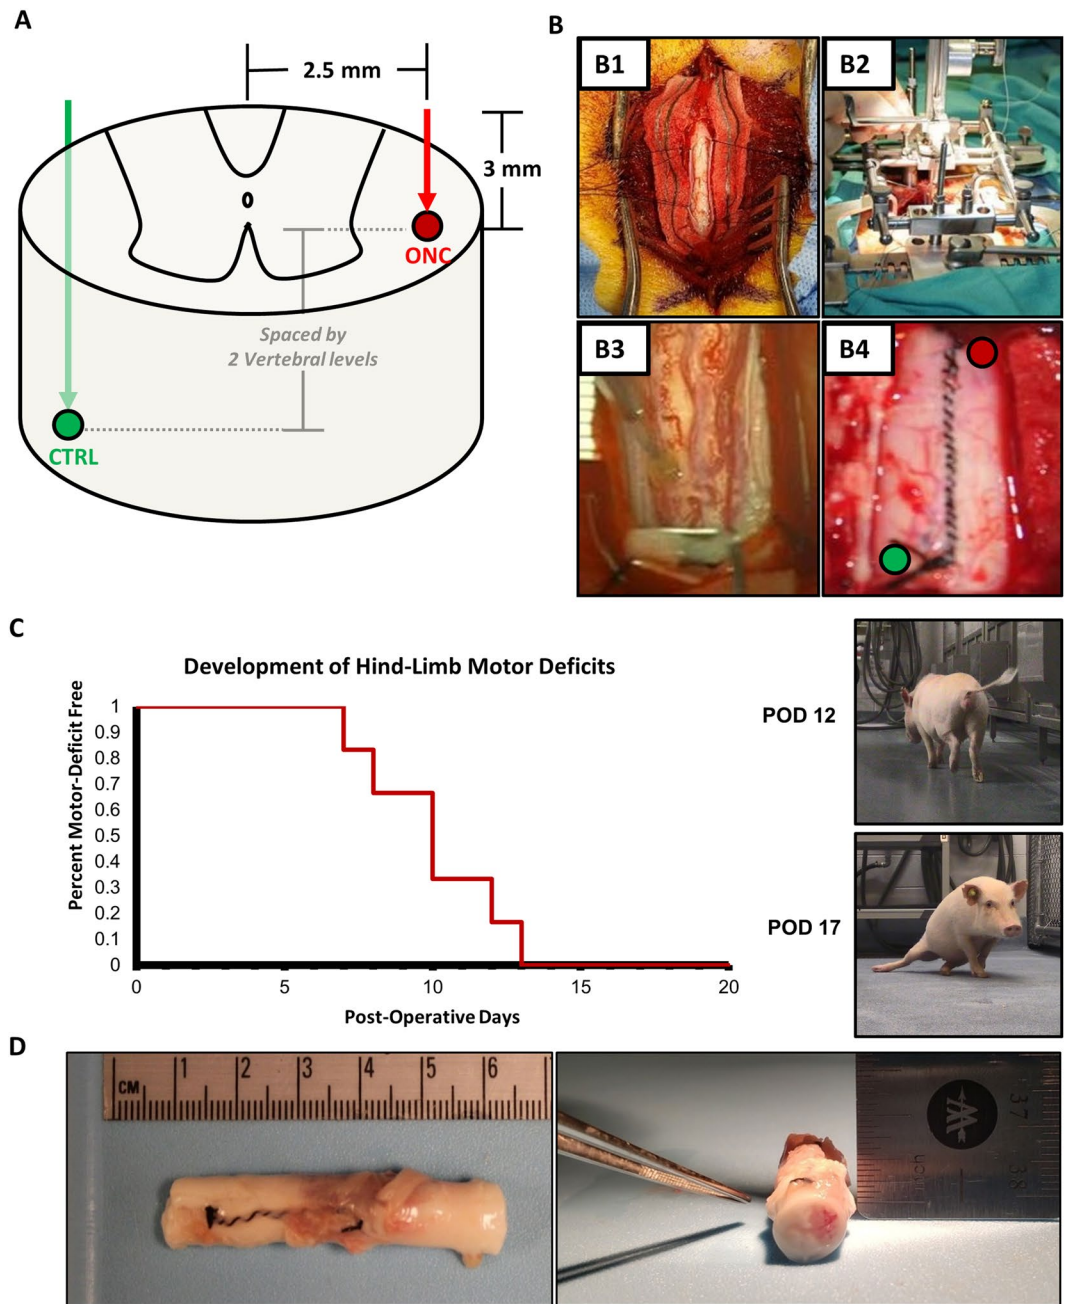 A
2.5 mm
3 mm
ONC
Spaced by
2 Vertebral levels
CTRL
B
B1
B2
B3
B4
C
Development of Hind-Limb Motor Deficits
Percent Motor-Deficit Free
1
0.9
0.8
0.7
0.6
0.5
0.4
0.3
0.2
0.1
0
0
5
10
15
20
Post-Operative Days
POD 12
POD 17
D
CM
1
2
3
4
5
6
37
38